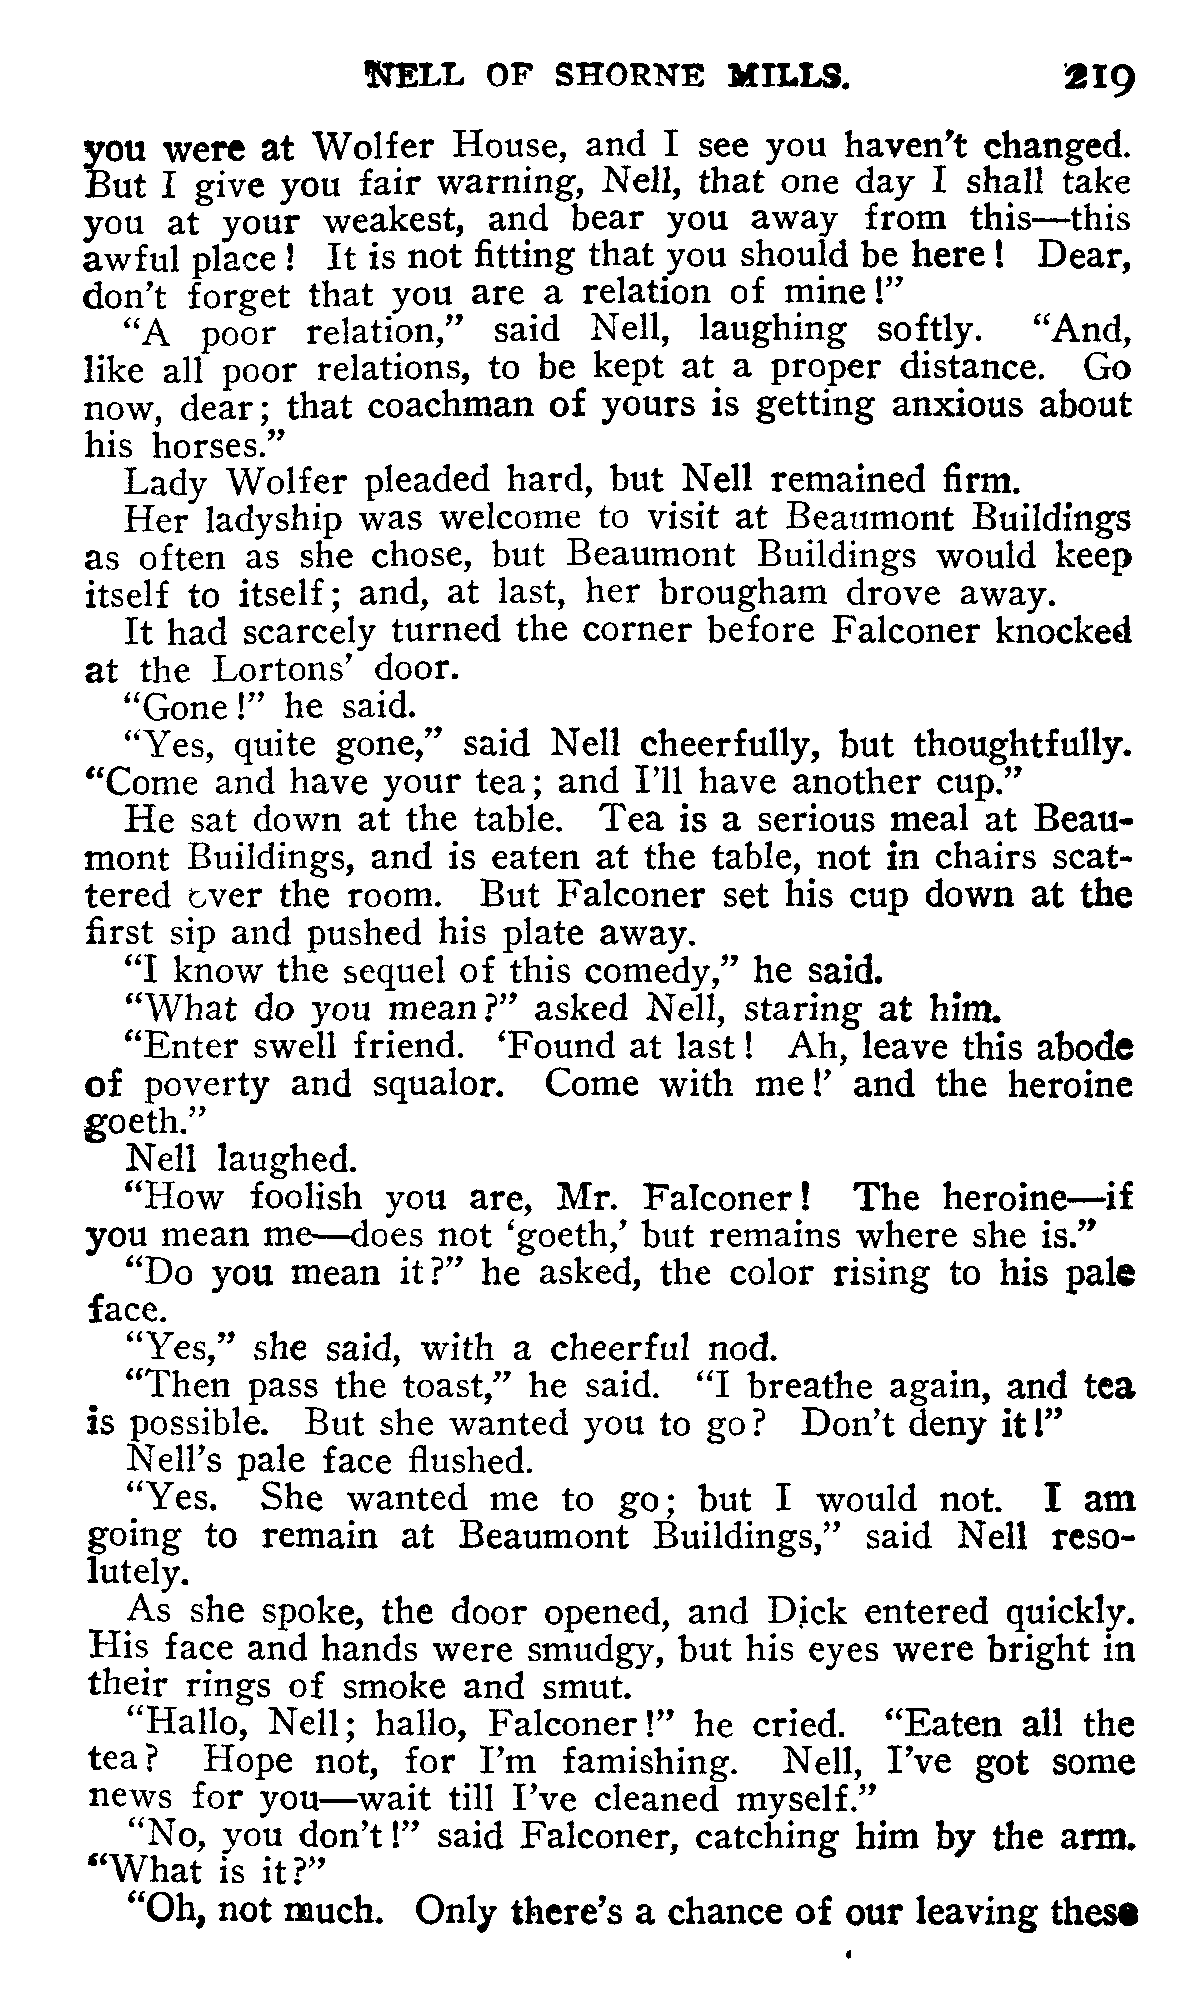 NELL OF SHORNE MILLS. 219
you were at Wolfer House, and I see you haven't changed.
But I give you fair warning, Nell, that one day I shall take
you at your weakest, and bear you away from this—this
awful place! It is not fitting that you should be here! Dear,
don't forget that you are a relation of mine!"
"A poor relation," said Nell, laughing softly. "And,
like all poor relations, to be kept at a proper distance. Go
now, dear; that coachman of yours is getting anxious about
his horses."
Lady Wolfer pleaded hard, but Nell remained firm.
Her ladyship was welcome to visit at Beaumont Buildings
as often as she chose, but Beaumont Buildings would keep
itself to itself; and, at last, her brougham drove away.
It had scarcely turned the corner before Falconer knocked
at the Lortons' door.
"Gone!" he said.
"Yes, quite gone," said Nell cheerfully, but thoughtfully.
"Come and have your tea; and I'll have another cup."
He sat down at the table. Tea is a serious meal at Beau-
mont Buildings, and is eaten at the table, not in chairs scat-
tered over the room. But Falconer set his cup down at the
first sip and pushed his plate away.
"I know the sequel of this comedy," he said.
"What do you mean?" asked Nell, staring at him.
"Enter swell friend. 'Found at last! Ah, leave this abode
of poverty and squalor. Come with me!' and the heroine
goeth."
Nell laughed.
"How foolish you are, Mr. Falconer! The heroine—if
you mean me—does not 'goeth,' but remains where she is."
"Do you mean it?" he asked, the color rising to his pale
face.
"Yes," she said, with a cheerful nod.
"Then pass the toast," he said. "I breathe again, and tea
is possible. But she wanted you to go? Don't deny it!"
Nell's pale face flushed.
"Yes. She wanted me to go; but I would not. I am
going to remain at Beaumont Buildings," said Nell reso-
lutely.
As she spoke, the door opened, and Dick entered quickly.
His face and hands were smudgy, but his eyes were bright in
their rings of smoke and smut.
"Hallo, Nell; hallo, Falconer!" he cried. "Eaten all the
tea? Hope not, for I'm famishing. Nell, I've got some
news for you—wait till I've cleaned myself."
"No, you don't!" said Falconer, catching him by the arm.
"What is it?"
"Oh, not much. Only there's a chance of our leaving these